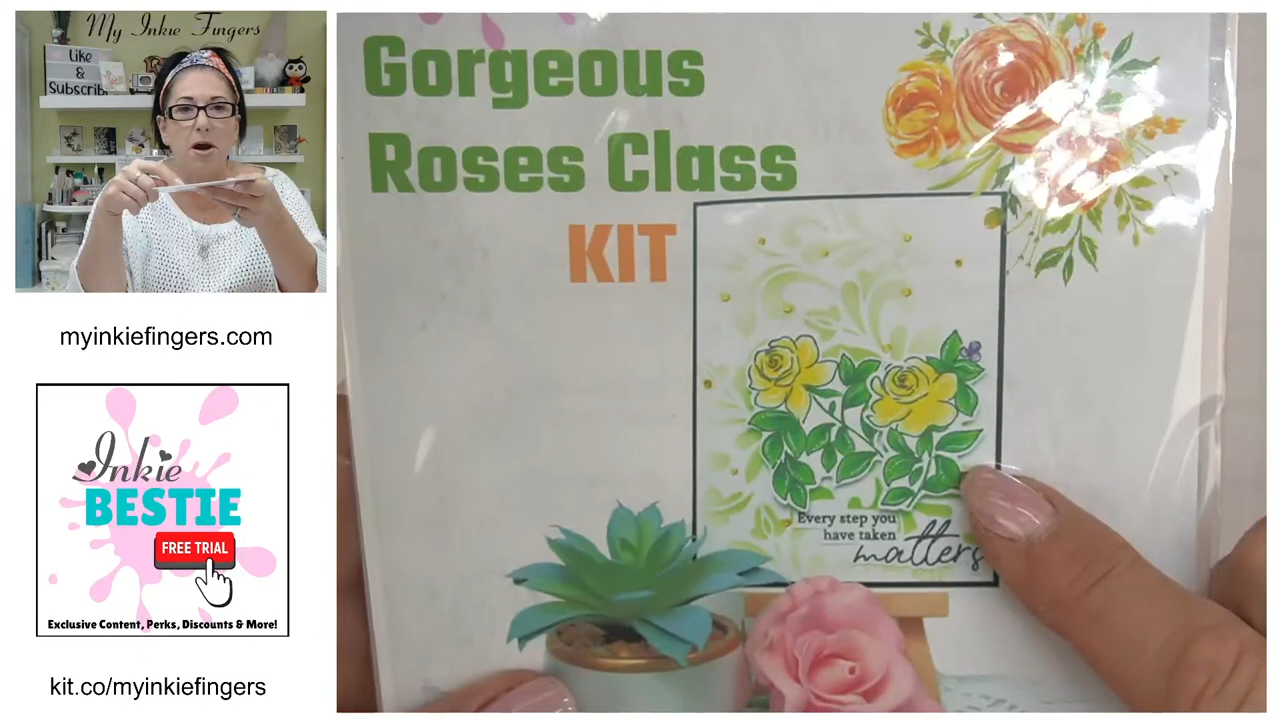 My Inkie Fingers
Like
&
Subscribe
myinkiefingers.com
Inkie
BESTIE
FREE TRIAL
Exclusive Content, Perks, Discounts & More!
kit.co/myinkiefingers
Gorgeous
Roses Class
KIT
Every step you
have taken
matters